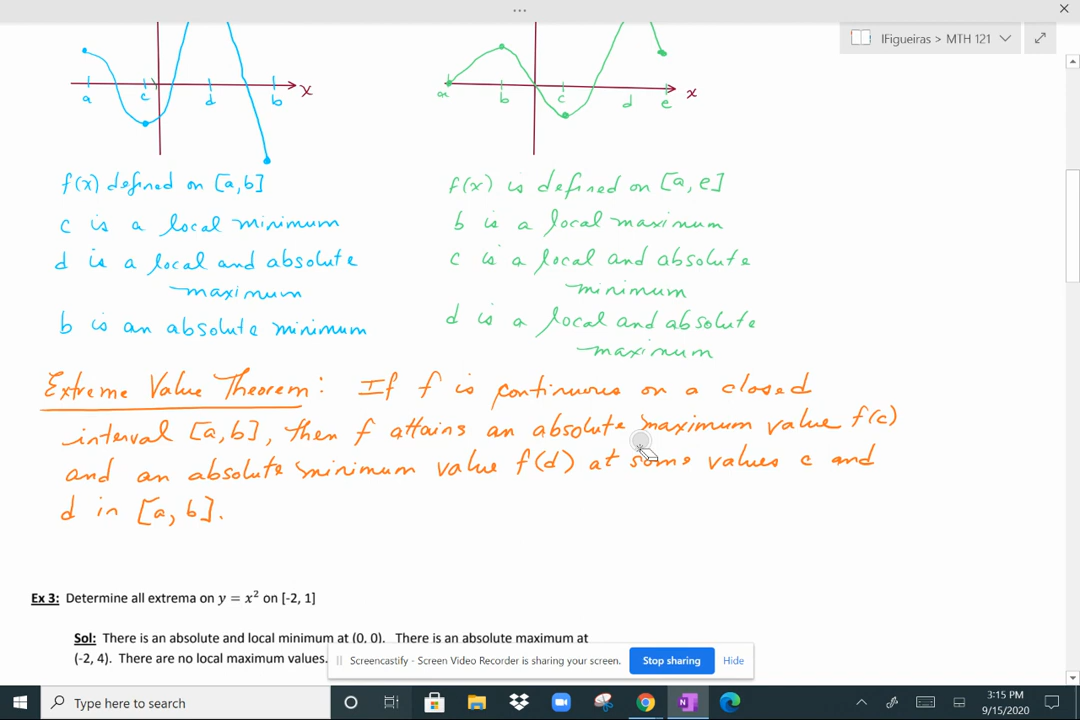 IFigueiras > MTH 121
a c d b x
a b c d e x
f(x) defined on [a,b]
c is a local minimum
d is a local and absolute
maximum
b is an absolute minimum
f(x) is defined on [a, e]
b is a local maximum
c is a local and absolute
minimum
d is a local and absolute
maximum
Extreme Value Theorem: If f is continuous on a closed
interval [a,b], then f attains an absolute maximum value f(c)
and an absolute minimum value f(d) at some values c and
d in [a, b].
Ex 3: Determine all extrema on y = x² on [-2, 1]
Sol: There is an absolute and local minimum at (0, 0). There is an absolute maximum at
(-2, 4). There are no local maximum values.
Screencastify - Screen Video Recorder is sharing your screen. Stop sharing Hide
Type here to search
3:15 PM
9/15/2020